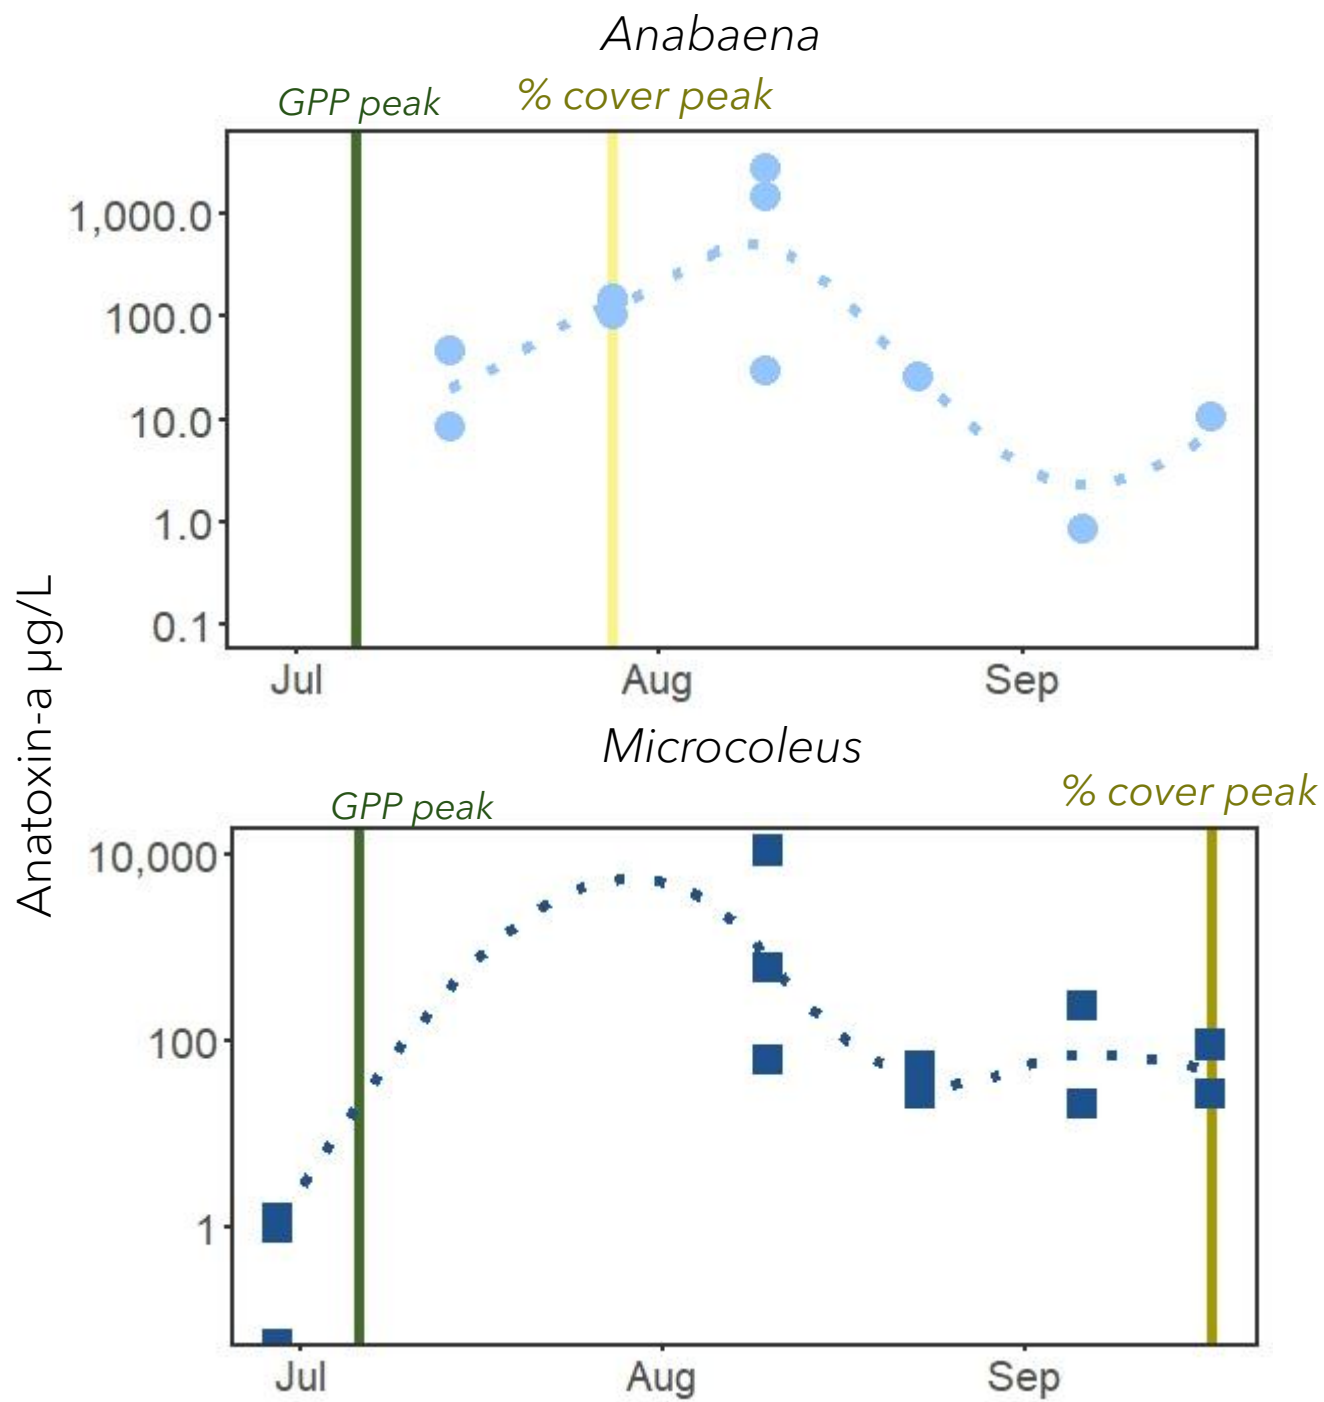 Anabaena
GPP peak
% cover peak
1,000.0
100.0
10.0
1.0
0.1
Jul
Aug
Sep
Anatoxin-a µg/L
Microcoleus
GPP peak
% cover peak
10,000
100
1
Jul
Aug
Sep